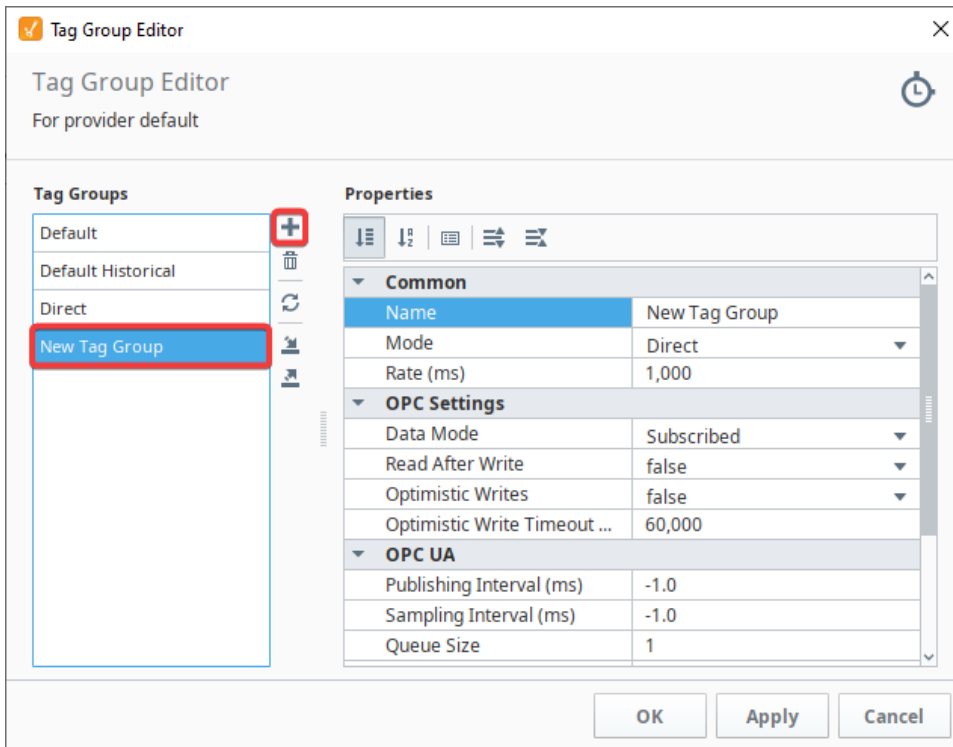 Tag Group Editor
Tag Group Editor
For provider default
Tag Groups
Default
Default Historical
Direct
New Tag Group
Properties
Common
Name New Tag Group
Mode Direct
Rate (ms) 1,000
OPC Settings
Data Mode Subscribed
Read After Write false
Optimistic Writes false
Optimistic Write Timeout ... 60,000
OPC UA
Publishing Interval (ms) -1.0
Sampling Interval (ms) -1.0
Queue Size 1
OK Apply Cancel